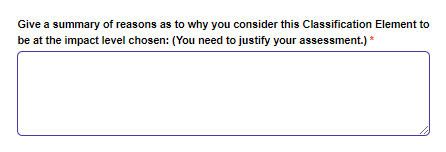 Give a summary of reasons as to why you consider this Classification Element to
be at the impact level chosen: (You need to justify your assessment.) *